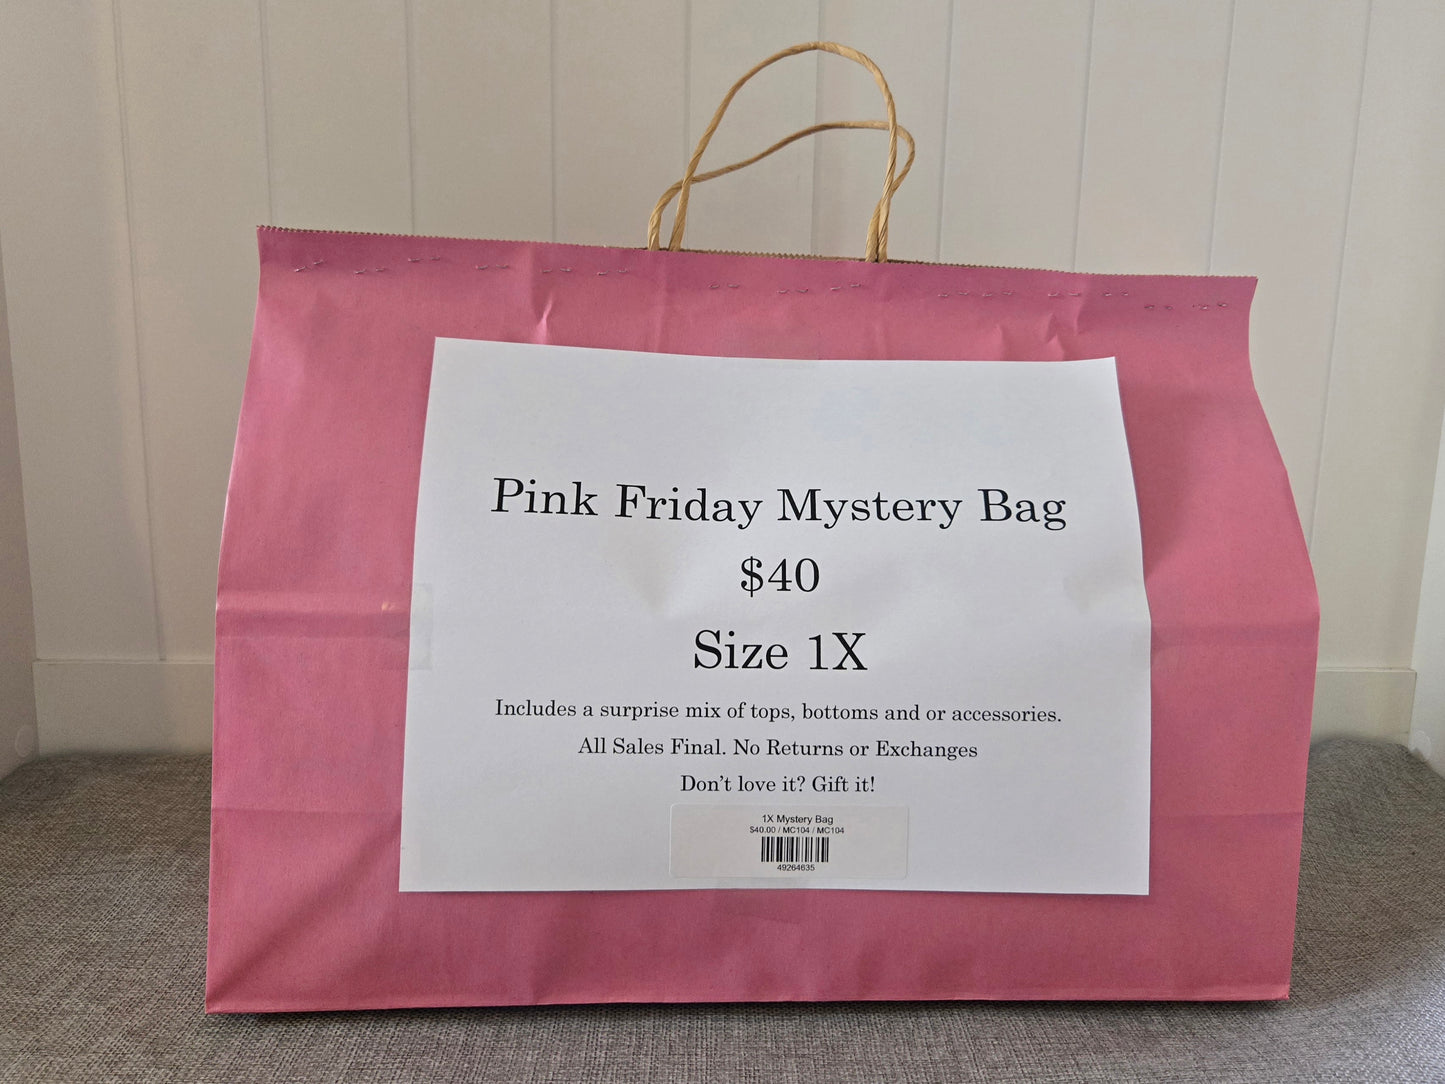 Pink Friday Mystery Bag
$40
Size 1X
Includes a surprise mix of tops, bottoms and or accessories.
All Sales Final. No Returns or Exchanges
Don’t love it? Gift it!
1X Mystery Bag
$40.00 / MC104 / MC104
49264635